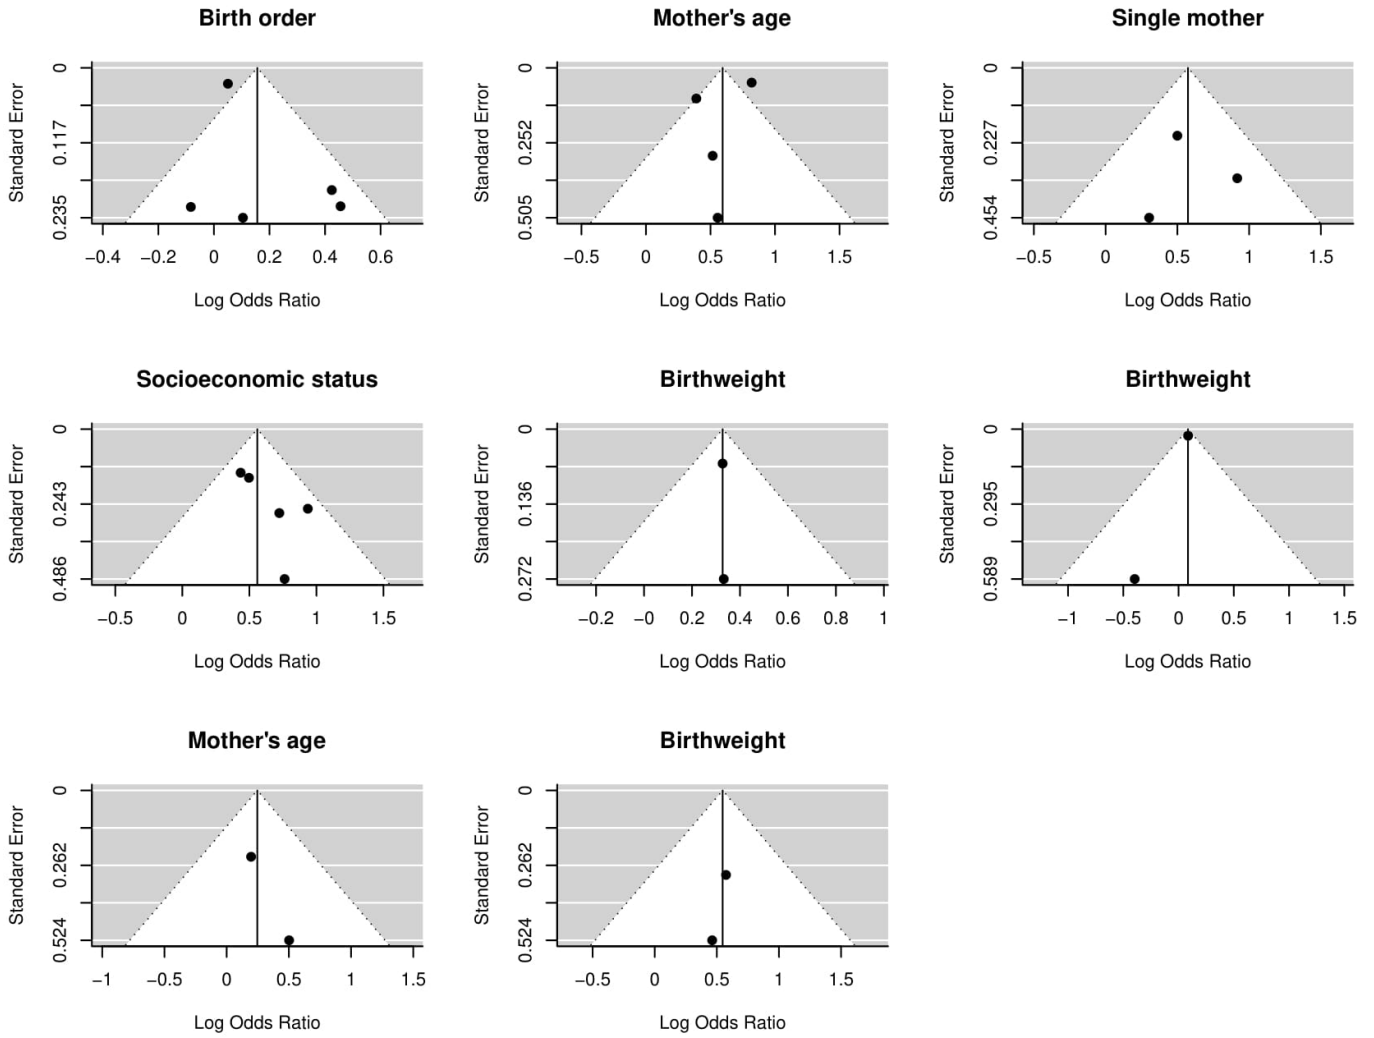 Birth order
Standard Error
0
0.117
0.235
−0.4 −0.2 0 0.2 0.4 0.6
Log Odds Ratio
Mother's age
Standard Error
0
0.252
0.505
−0.5 0 0.5 1 1.5
Log Odds Ratio
Single mother
Standard Error
0
0.227
0.454
−0.5 0 0.5 1 1.5
Log Odds Ratio
Socioeconomic status
Standard Error
0
0.243
0.486
−0.5 0 0.5 1 1.5
Log Odds Ratio
Birthweight
Standard Error
0
0.136
0.272
−0.2 −0 0.2 0.4 0.6 0.8 1
Log Odds Ratio
Birthweight
Standard Error
0
0.295
0.589
−1 −0.5 0 0.5 1 1.5
Log Odds Ratio
Mother's age
Standard Error
0
0.262
0.524
−1 −0.5 0 0.5 1 1.5
Log Odds Ratio
Birthweight
Standard Error
0
0.262
0.524
−0.5 0 0.5 1 1.5
Log Odds Ratio